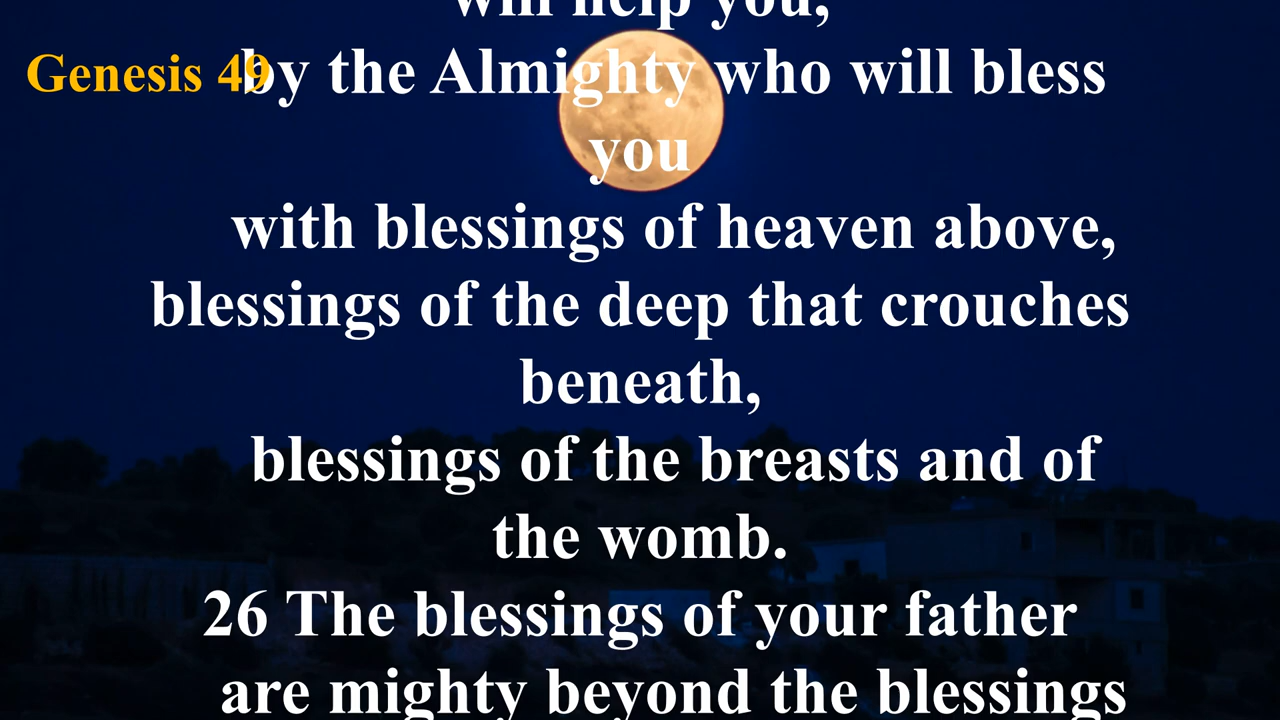 will help you,
Genesis 49
by the Almighty who will bless
you
with blessings of heaven above,
blessings of the deep that crouches
beneath,
blessings of the breasts and of
the womb.
26 The blessings of your father
are mighty beyond the blessings